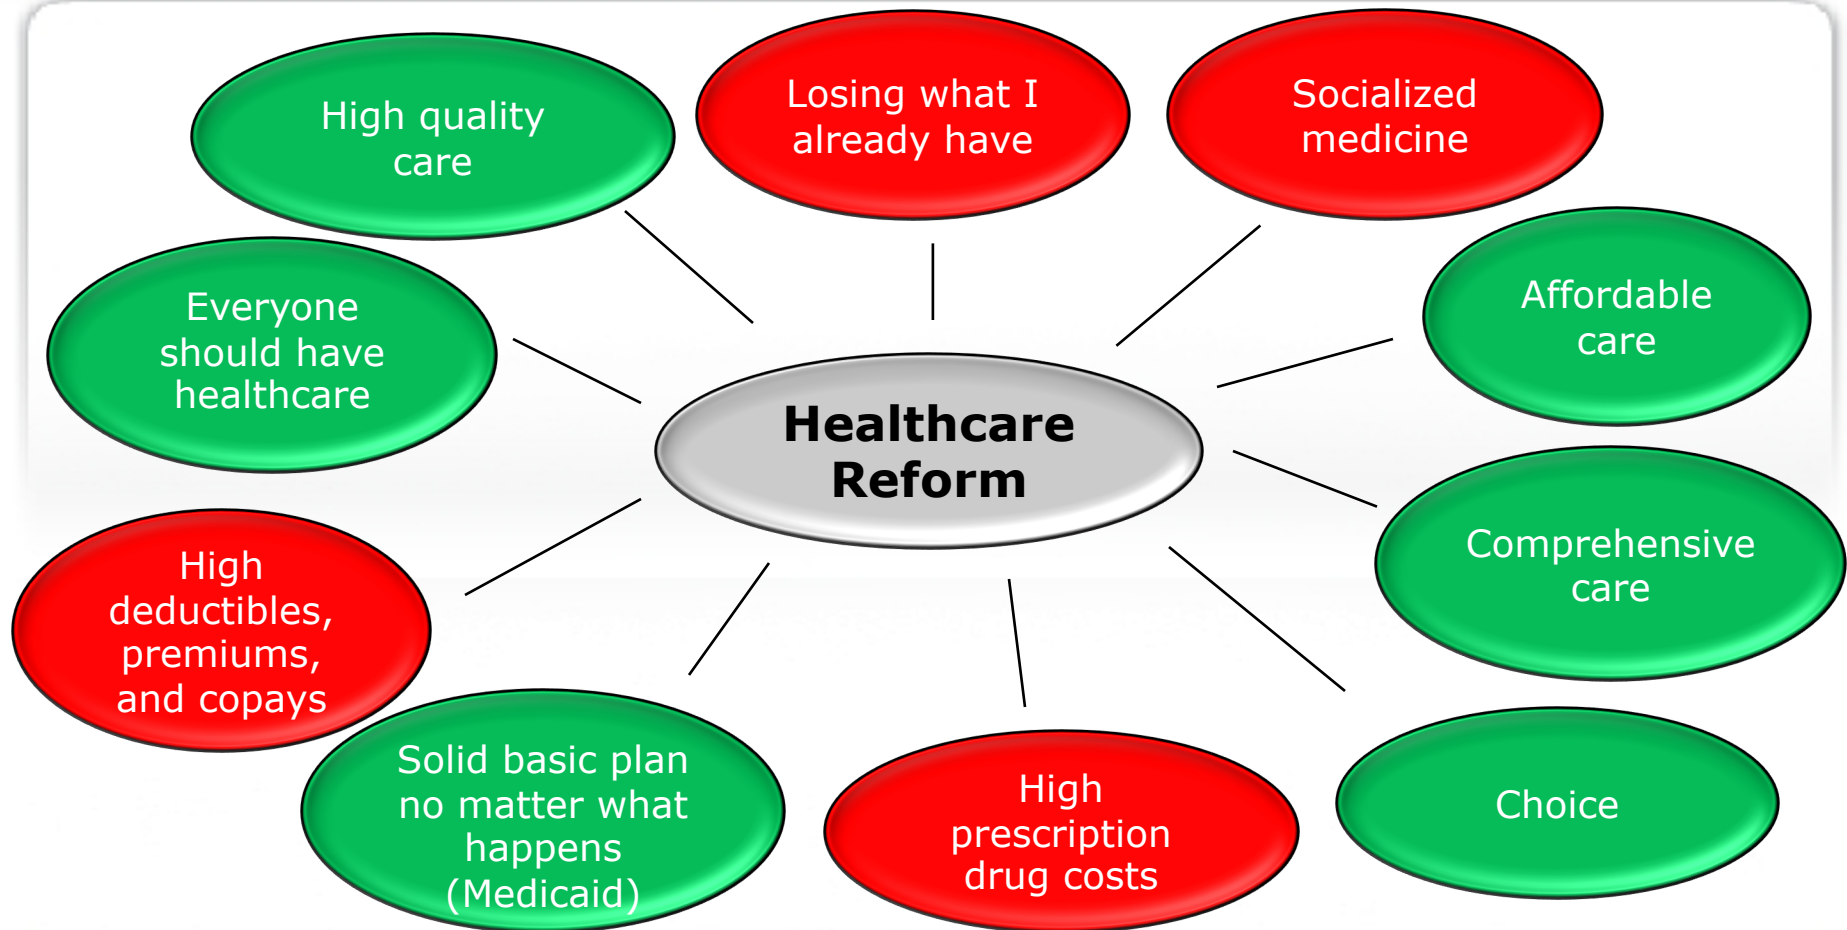 High quality
care
Losing what I
already have
Socialized
medicine
Everyone
should have
healthcare
Affordable
care
Healthcare
Reform
High
deductibles,
premiums,
and copays
Comprehensive
care
Solid basic plan
no matter what
happens
(Medicaid)
High
prescription
drug costs
Choice